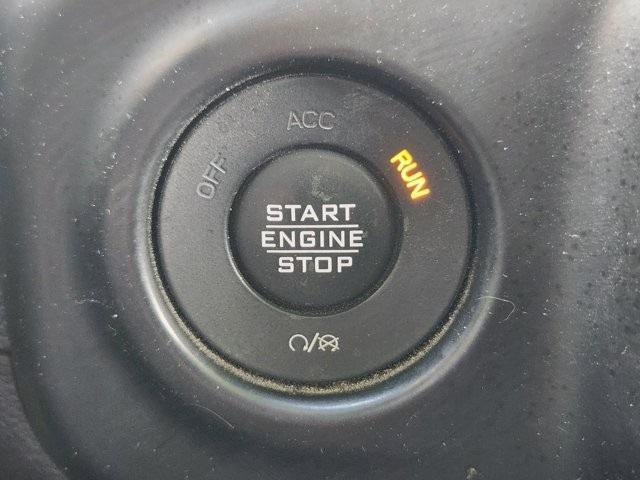 ACC
OFF
RUN
START
ENGINE
STOP